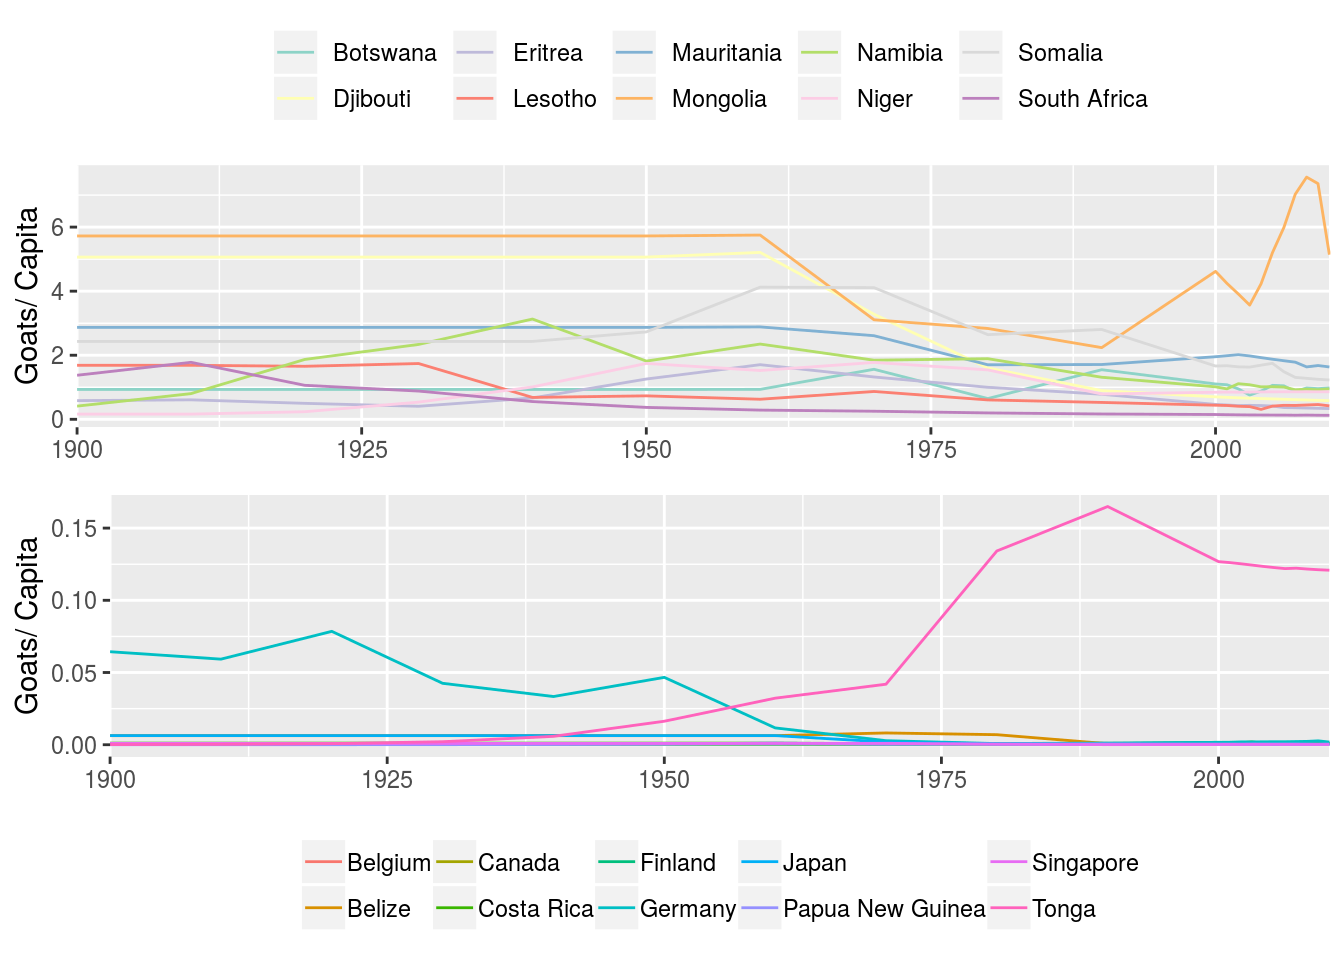 Botswana Eritrea Mauritania Namibia Somalia
Djibouti Lesotho Mongolia Niger South Africa
Goats/ Capita
6
4
2
0
1900 1925 1950 1975 2000
Goats/ Capita
0.15
0.10
0.05
0.00
1900 1925 1950 1975 2000
Belgium Canada Finland Japan Singapore
Belize Costa Rica Germany Papua New Guinea Tonga